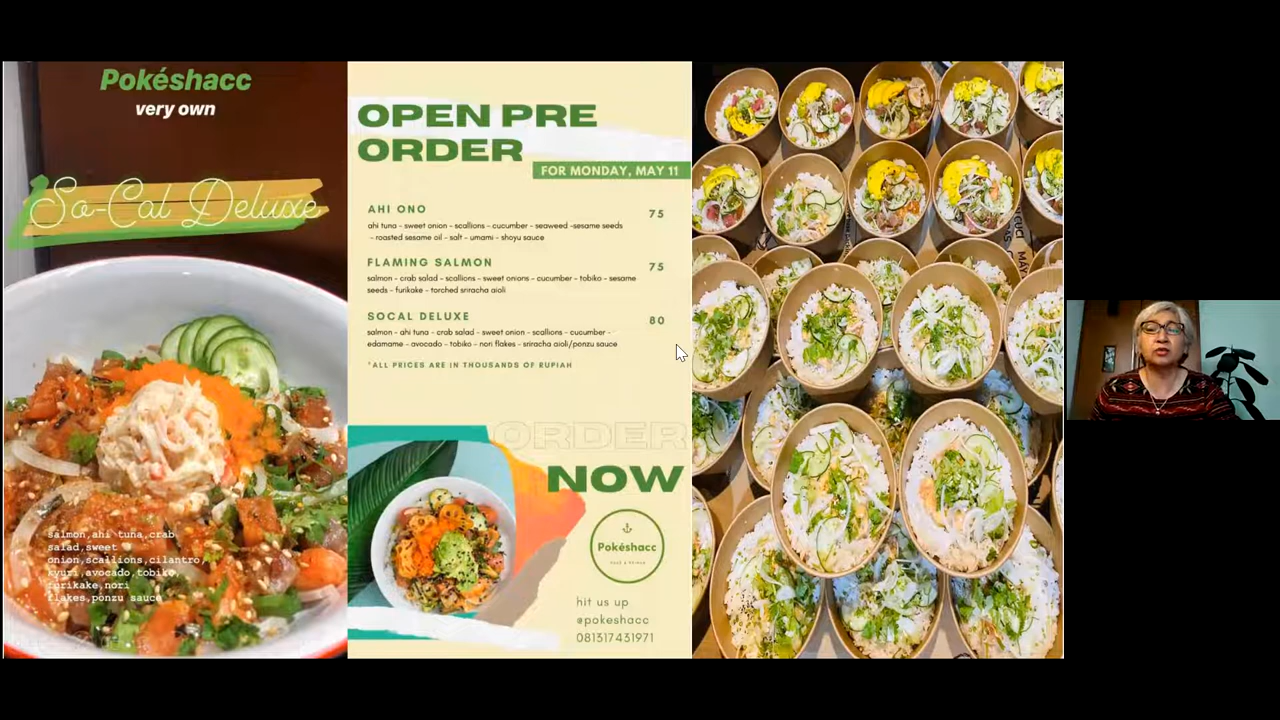 Pokéshacc
very own
So-Cal Deluxe
salmon,ahi tuna,crab
salad,sweet
onion,scallions,cilantro,
kyuri,avocado,tobiko,
furikake,nori
flakes,ponzu sauce
OPEN PRE
ORDER
FOR MONDAY, MAY 11
AHI ONO 75
ahi tuna - sweet onion - scallions - cucumber - seaweed -sesame seeds
- roasted sesame oil - salt - umami - shoyu sauce
FLAMING SALMON 75
salmon - crab salad - scallions - sweet onions - cucumber - tobiko - sesame
seeds - furikake - torched sriracha aioli
SOCAL DELUXE 80
salmon - ahi tuna - crab salad - sweet onion - scallions - cucumber -
edamame - avocado - tobiko - nori flakes - sriracha aioli/ponzu sauce
*ALL PRICES ARE IN THOUSANDS OF RUPIAH
ORDER
NOW
Pokéshacc
hit us up
@pokeshacc
081317431971